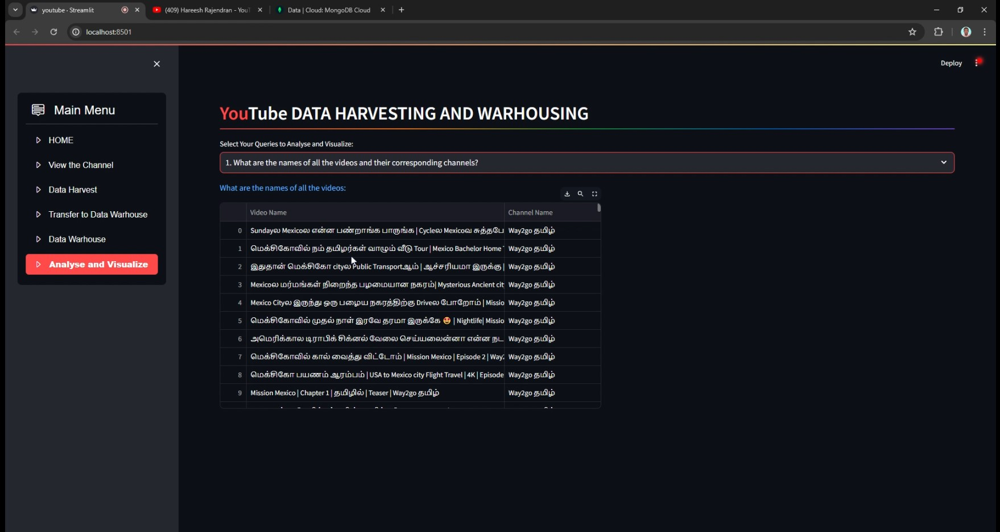 youtube · Streamlit
(409) Hareesh Rajendran - YouT
Data | Cloud: MongoDB Cloud
localhost:8501
Deploy
Main Menu
HOME
View the Channel
Data Harvest
Transfer to Data Warhouse
Data Warhouse
Analyse and Visualize
YouTube DATA HARVESTING AND WARHOUSING
Select Your Queries to Analyse and Visualize:
1. What are the names of all the videos and their corresponding channels?
What are the names of all the videos:
Video Name Channel Name
0 Sundayல Mexicoல என்ன பண்றாங்க பாருங்க | Cycleல Mexicoவ சுத்தபே Way2go தமிழ்
1 மெக்சிகோவில் நம் தமிழர்கள் வாழும் வீடு Tour | Mexico Bachelor Home Way2go தமிழ்
2 இதுதான் மெக்சிகோ cityல Public Transportஆம் | ஆச்சரியமா இருக்கு | Way2go தமிழ்
3 Mexicoல மர்மங்கள் நிறைந்த பழமையான நகரம்| Mysterious Ancient cit Way2go தமிழ்
4 Mexico Cityல இருந்து ஒரு பழைய நகரத்திற்கு Driveல போறோம் | Missio Way2go தமிழ்
5 மெக்சிகோவில் முதல் நாள் இரவே தரமா இருக்கே 🤩 | Nightlife| Missio Way2go தமிழ்
6 அமெரிக்கால டிராபிக் சிக்னல் வேலை செய்யலைன்னா என்ன நட Way2go தமிழ்
7 மெக்சிகோவில் கால் வைத்து விட்டோம் | Mission Mexico | Episode 2 | Way2 Way2go தமிழ்
8 மெக்சிகோ பயணம் ஆரம்பம் | USA to Mexico city Flight Travel | 4K | Episode Way2go தமிழ்
9 Mission Mexico | Chapter 1 | தமிழில் | Teaser | Way2go தமிழ் Way2go தமிழ்